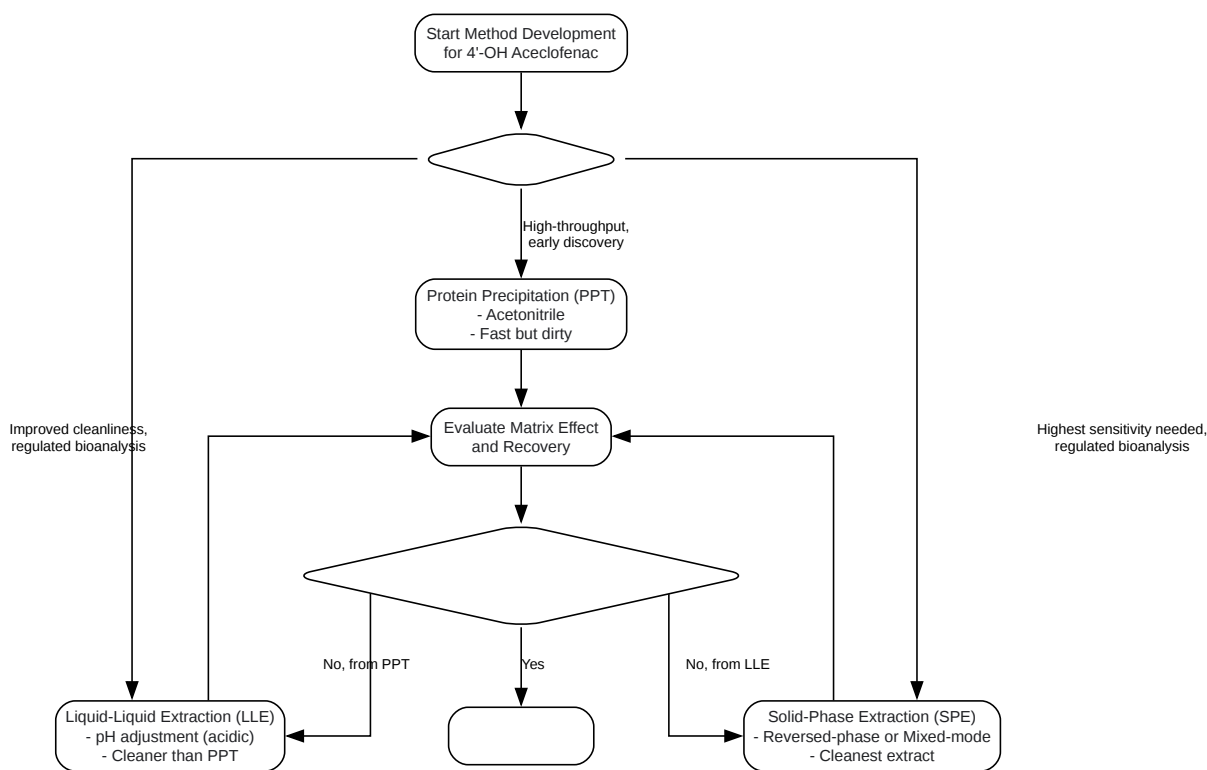 Start Method Development
for 4'-OH Aceclofenac
High-throughput,
early discovery
Protein Precipitation (PPT)
- Acetonitrile
- Fast but dirty
Improved cleanliness,
regulated bioanalysis
Evaluate Matrix Effect
and Recovery
Highest sensitivity needed,
regulated bioanalysis
No, from PPT
Yes
No, from LLE
Liquid-Liquid Extraction (LLE)
- pH adjustment (acidic)
- Cleaner than PPT
Solid-Phase Extraction (SPE)
- Reversed-phase or Mixed-mode
- Cleanest extract